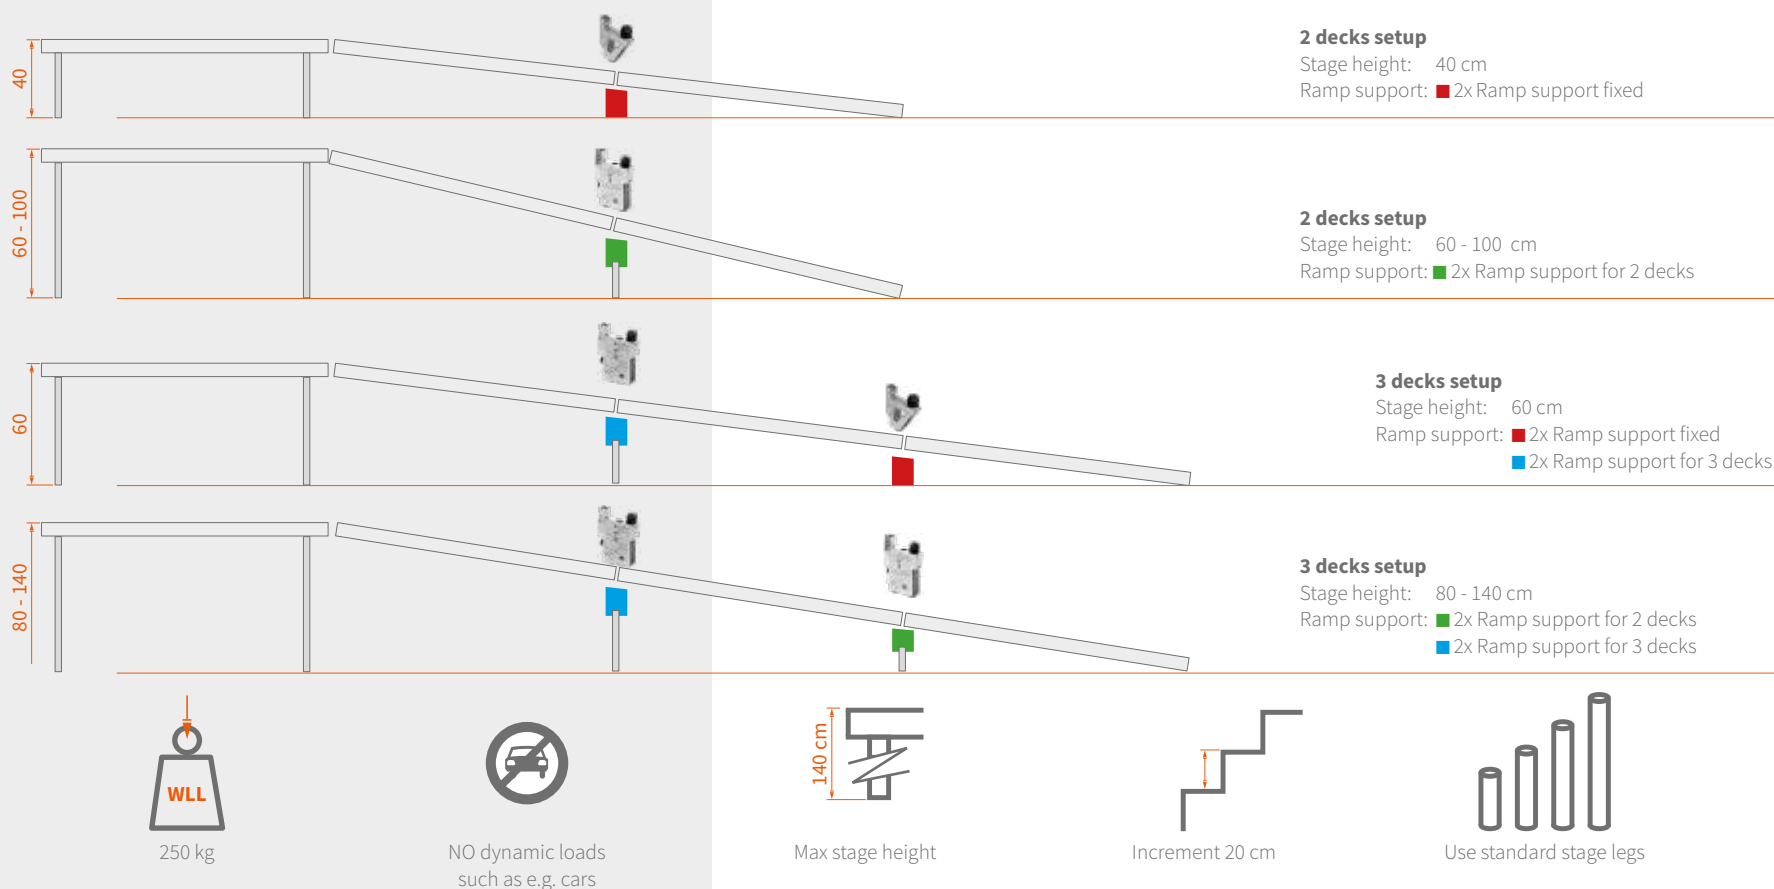 40
2 decks setup
Stage height: 40 cm
Ramp support: 2x Ramp support fixed
60 - 100
2 decks setup
Stage height: 60 - 100 cm
Ramp support: 2x Ramp support for 2 decks
60
3 decks setup
Stage height: 60 cm
Ramp support: 2x Ramp support fixed
2x Ramp support for 3 decks
80 - 140
3 decks setup
Stage height: 80 - 140 cm
Ramp support: 2x Ramp support for 2 decks
2x Ramp support for 3 decks
WLL
250 kg
NO dynamic loads
such as e.g. cars
140 cm
Max stage height
Increment 20 cm
Use standard stage legs